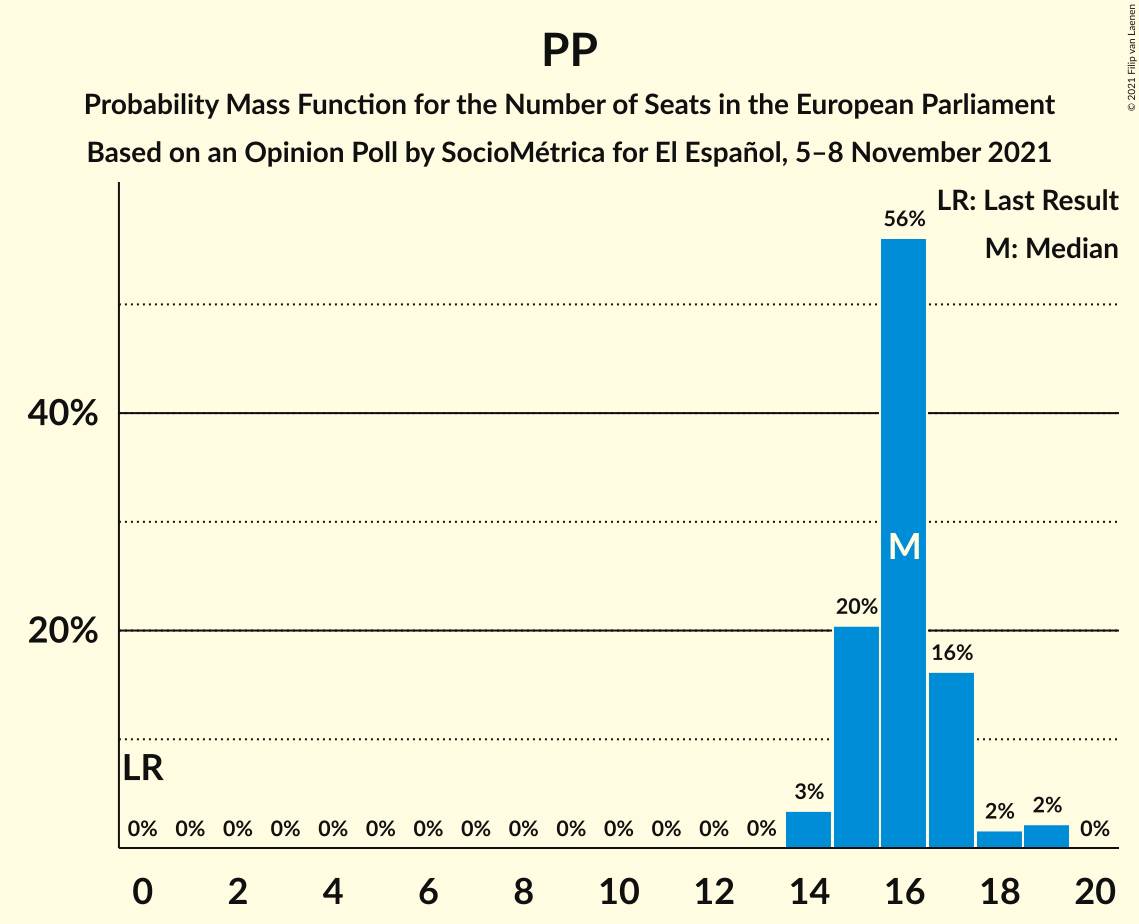 PP
Probability Mass Function for the Number of Seats in the European Parliament
Based on an Opinion Poll by SocioMétrica for El Español, 5–8 November 2021
© 2021 Filip van Laenen
LR: Last Result
M: Median
56%
40%
M
20%
20%
16%
LR
3%
2%
2%
0% 0% 0% 0% 0% 0% 0% 0% 0% 0% 0% 0% 0% 0% 0%
0 2 4 6 8 10 12 14 16 18 20